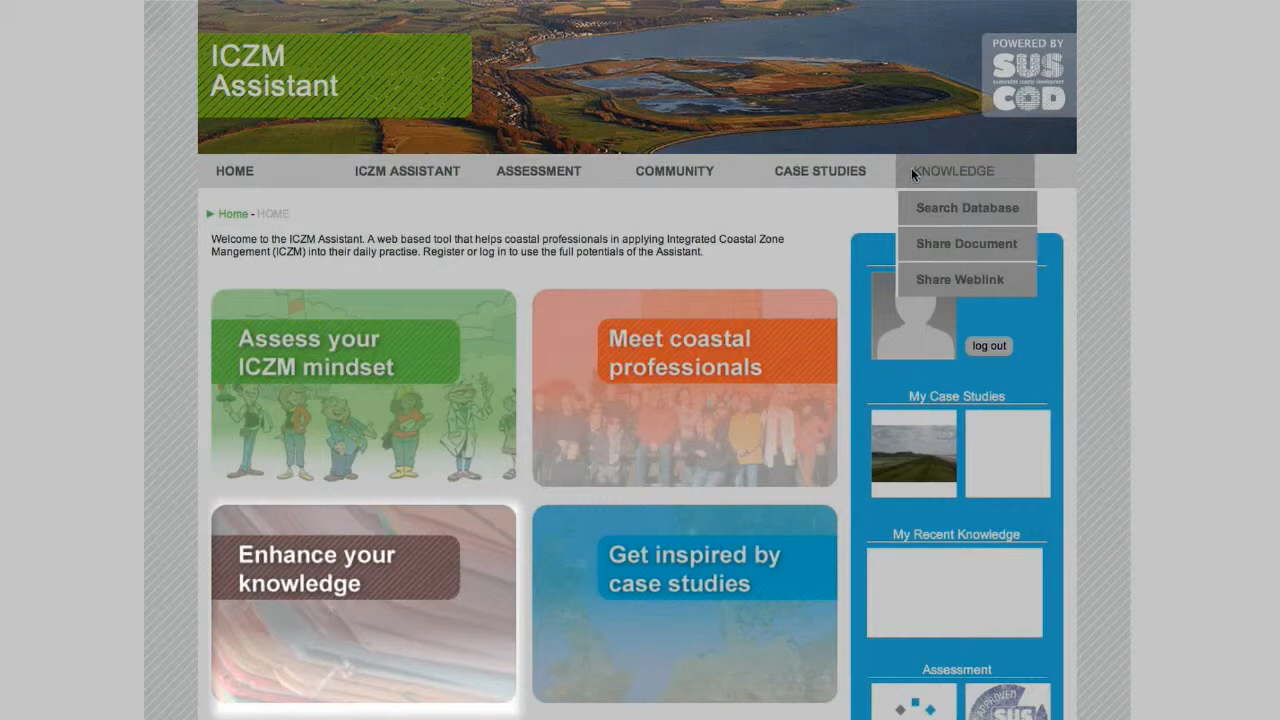 ICZM
Assistant
POWERED BY
SUS
COD
HOME
ICZM ASSISTANT
ASSESSMENT
COMMUNITY
CASE STUDIES
KNOWLEDGE
Search Database
Share Document
Share Weblink
Home - HOME
Welcome to the ICZM Assistant. A web based tool that helps coastal professionals in applying Integrated Coastal Zone
Mangement (ICZM) into their daily practise. Register or log in to use the full potentials of the Assistant.
Assess your
ICZM mindset
Meet coastal
professionals
log out
My Case Studies
Enhance your
knowledge
Get inspired by
case studies
My Recent Knowledge
Assessment
APPROVED
SUS